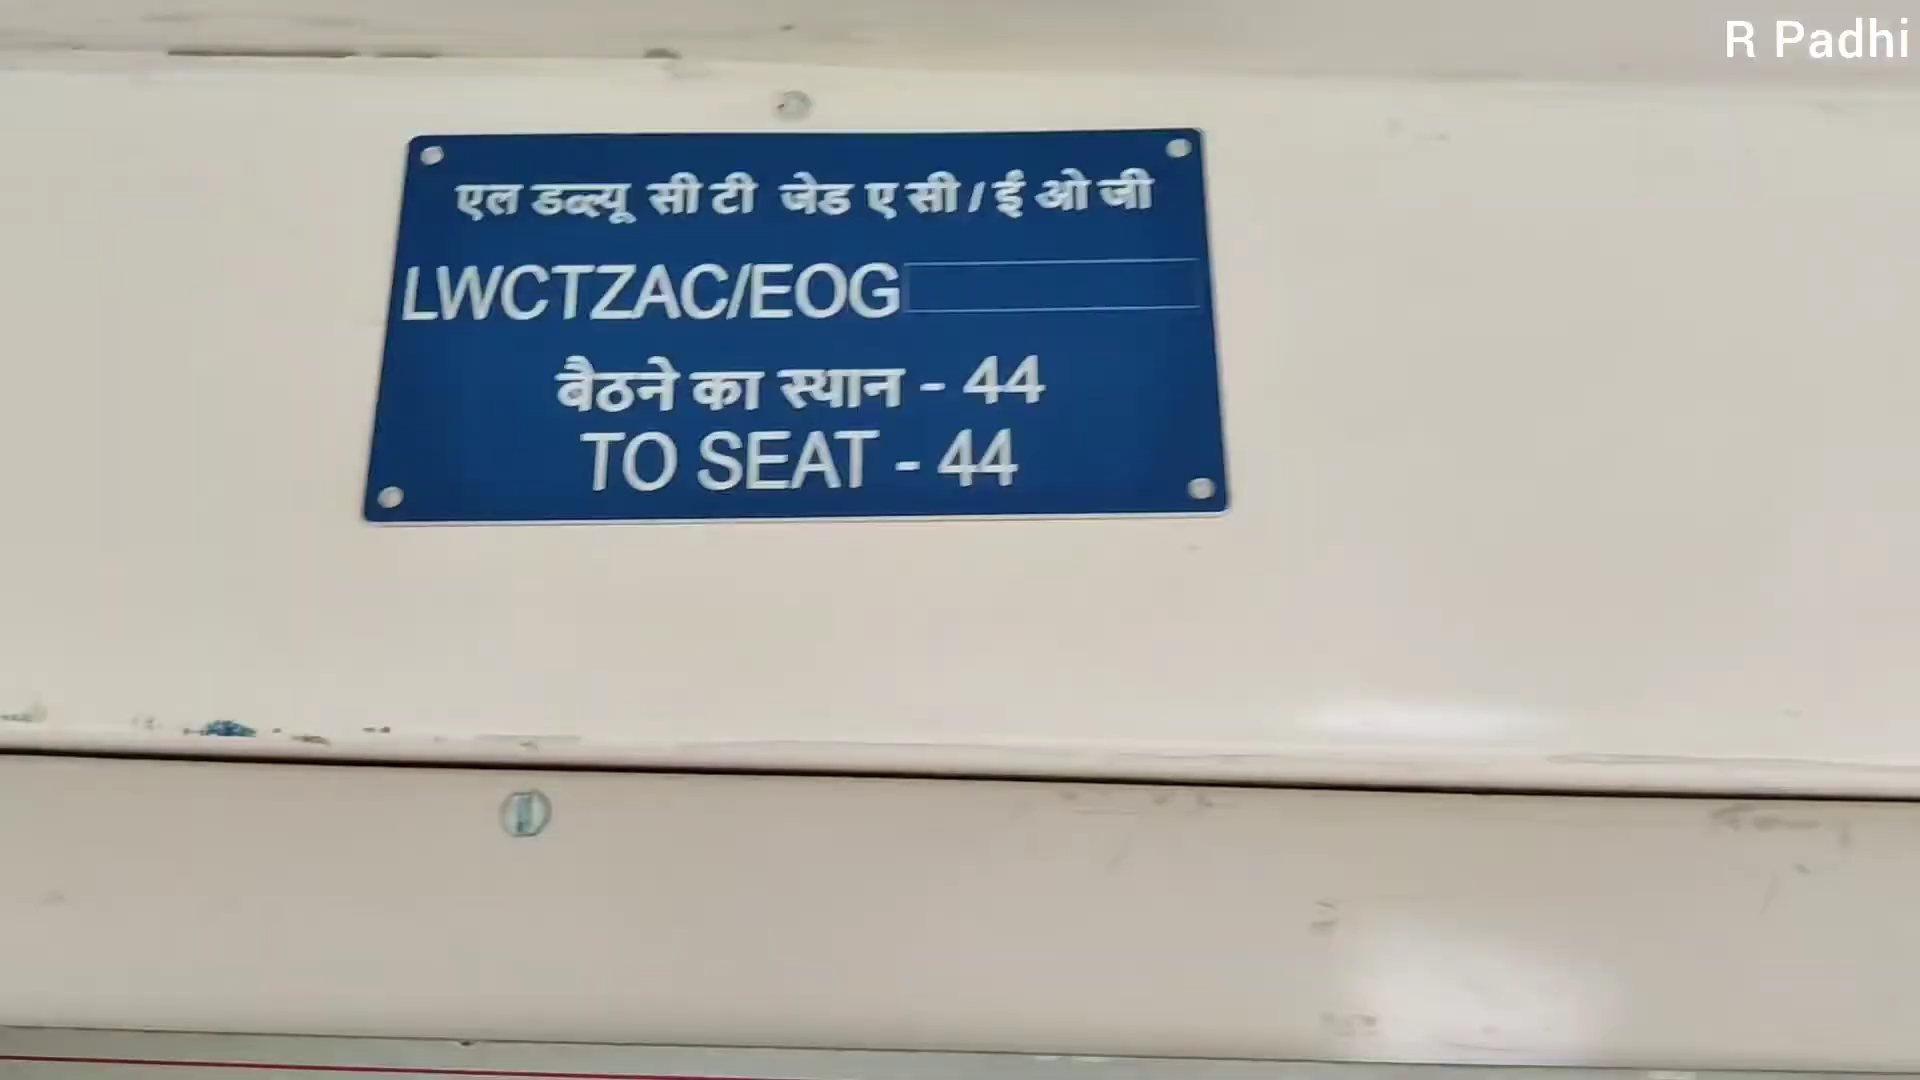 R Padhi
एल डब्ल्यू सी टी जेड ए सी / ई ओ जी
LWCTZAC/EOG
बैठने का स्थान - 44
TO SEAT - 44